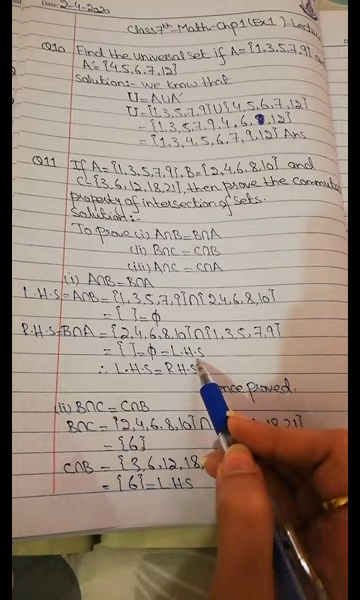 Date: 2-4-2020
Class 7th - Math - Chp 1 (Ex 1) - Lectu
Q10 Find the universal set if A = {1,3,5,7,9}
A' = {4,5,6,7,12}
solution:- we know that
U = A∪A'
U = {1,3,5,7,9}∪{4,5,6,7,12}
= {1,3,5,7,9,4,6,12}
= {1,3,4,5,6,7,9,12} Ans
Q11 If A = {1,3,5,7,9}, B = {2,4,6,8,10} and
C = {3,6,12,18,21}, then prove the commuta
property of intersection of sets.
Solution:-
To prove (i) A∩B = B∩A
(ii) B∩C = C∩B
(iii) A∩C = C∩A
(i) A∩B = B∩A
L.H.S = A∩B = {1,3,5,7,9}∩{2,4,6,8,10}
= { } = φ
R.H.S = B∩A = {2,4,6,8,10}∩{1,3,5,7,9}
= { } = φ = L.H.S
∴ L.H.S = R.H.S
ence proved.
(ii) B∩C = C∩B
B∩C = {2,4,6,8,10}∩ 18,21}
= {6}
C∩B = {3,6,12,18,
= {6} = L.H.S